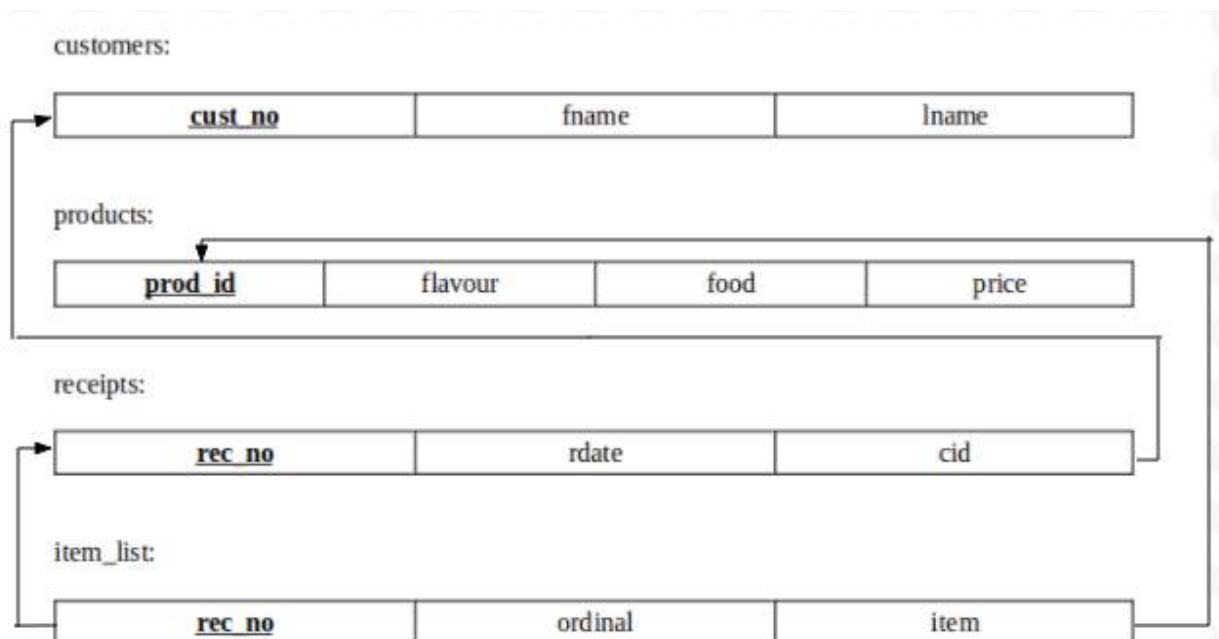 customers:
cust_no fname lname
products:
prod_id flavour food price
receipts:
rec_no rdate cid
item_list:
rec_no ordinal item